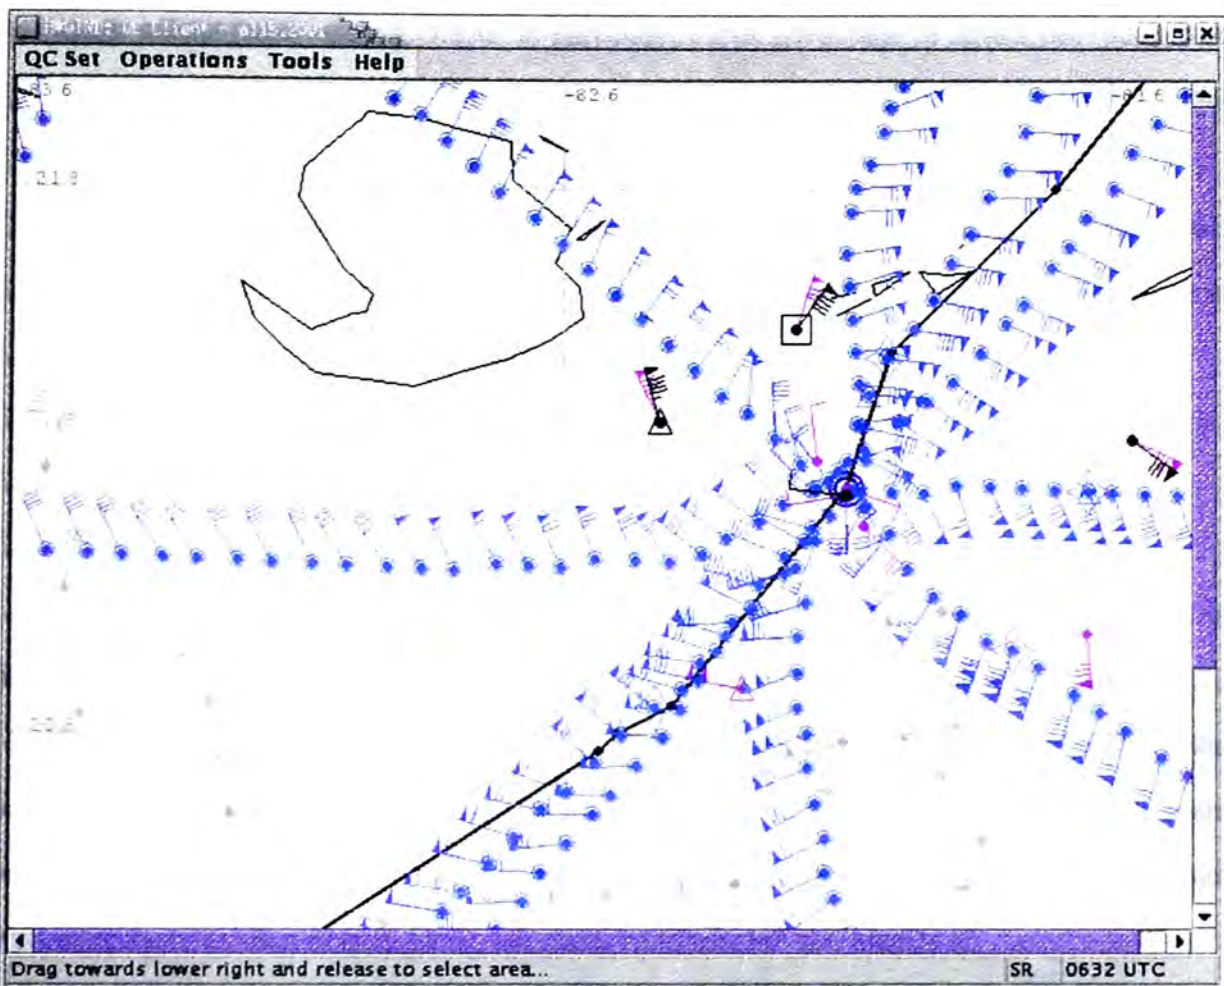 QC Set Operations Tools Help
-82.6
21.8
Drag towards lower right and release to select area...
SR 0632 UTC